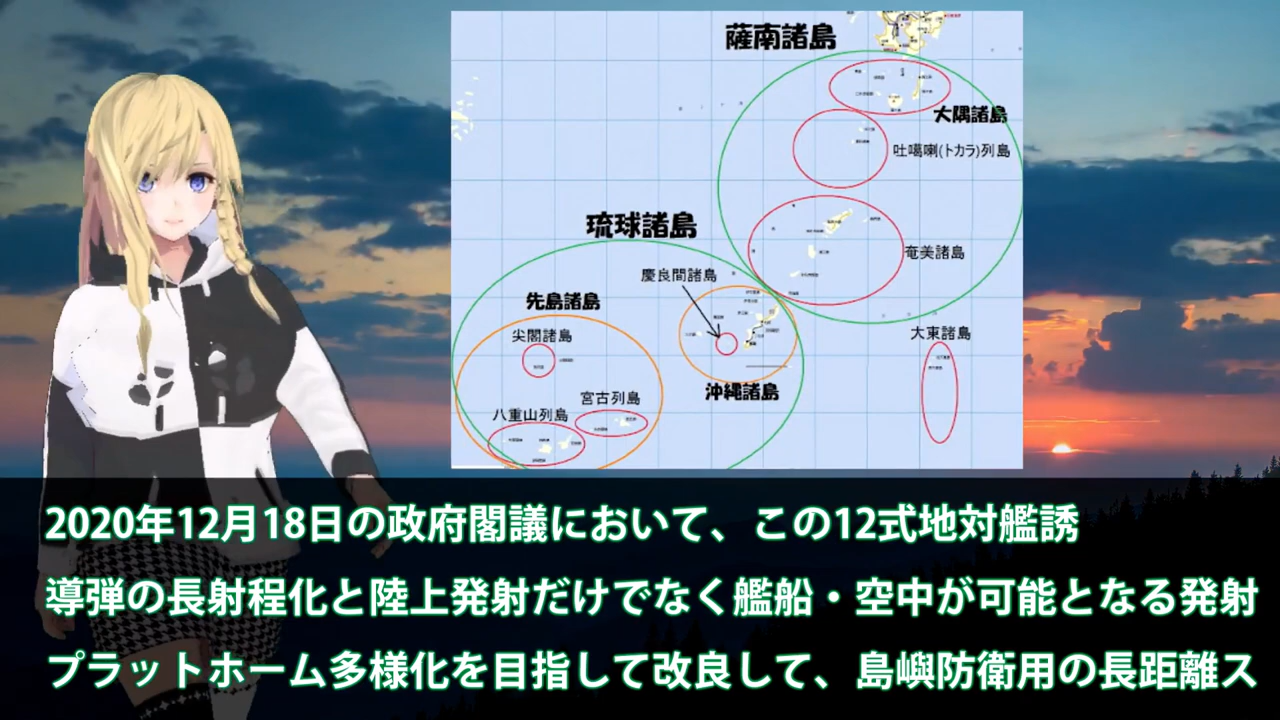 薩南諸島
大隅諸島
吐噶喇(トカラ)列島
琉球諸島
奄美諸島
慶良間諸島
先島諸島
尖閣諸島
大東諸島
宮古列島
沖縄諸島
八重山列島
2020年12月18日の政府閣議において、この12式地対艦誘
導弾の長射程化と陸上発射だけでなく艦船・空中が可能となる発射
プラットホーム多様化を目指して改良して、島嶼防衛用の長距離ス